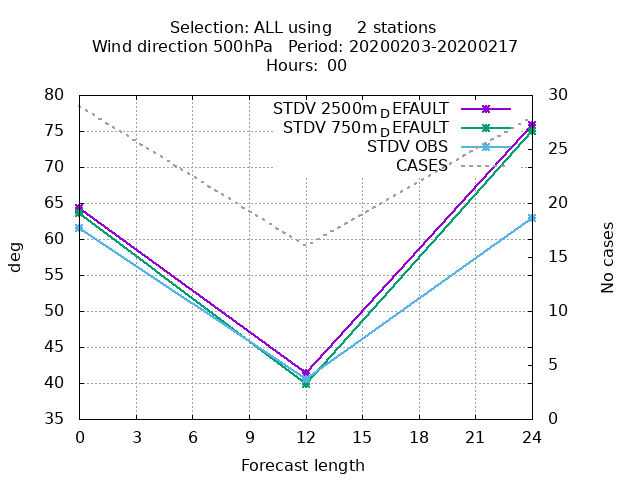 Selection: ALL using 2 stations
Wind direction 500hPa Period: 20200203-20200217
Hours: 00
80
75
70
65
60
55
50
45
40
35
deg
STDV 2500m_DEFAULT
STDV 750m_DEFAULT
STDV OBS
CASES
30
25
20
15
10
5
0
No cases
0 3 6 9 12 15 18 21 24
Forecast length